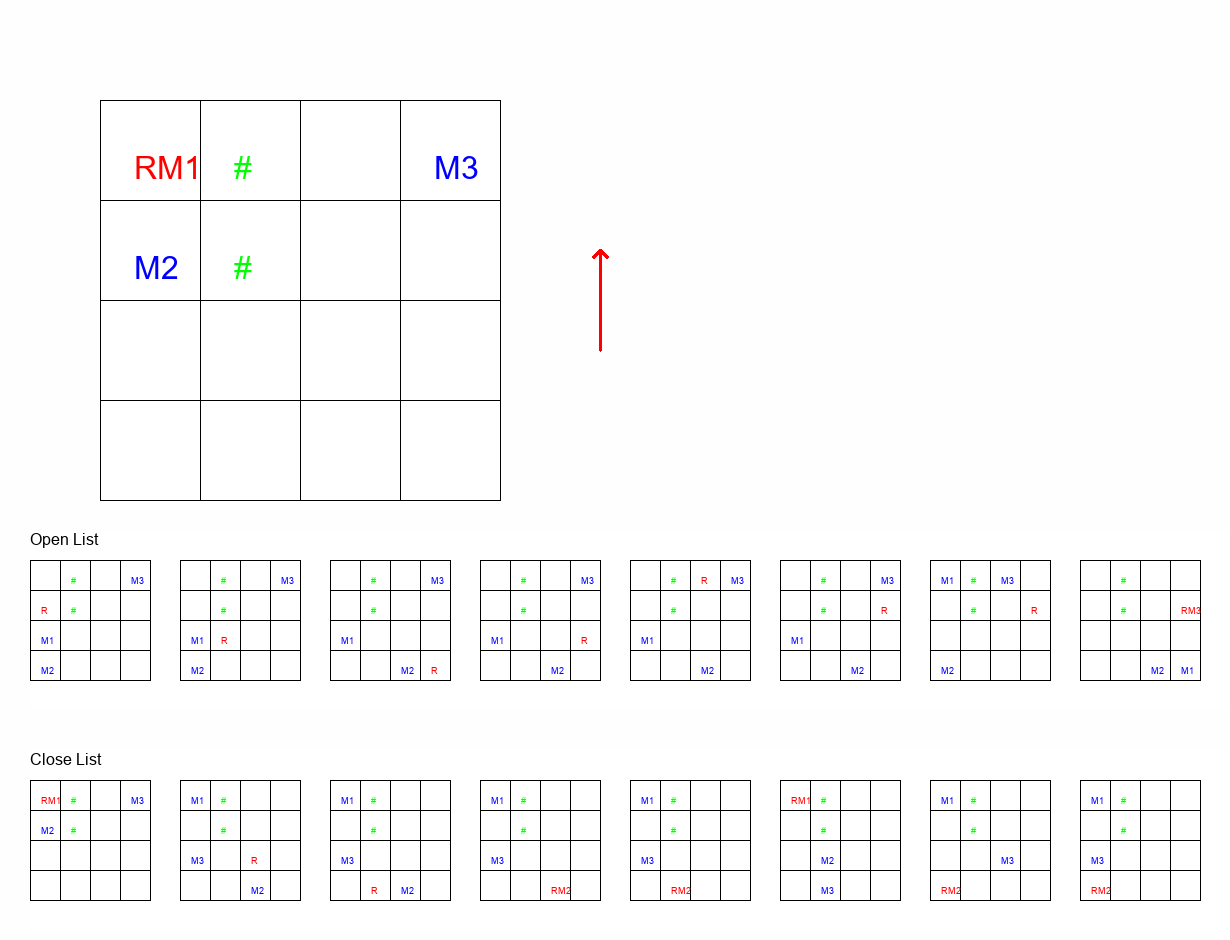 RM1 # M3
M2 #
Open List
# M3 # M3 # M3 # M3 # R M3 # M3 M1 # M3 #
R # # # # # # R # R # RM3
M1 M1 R M1 M1 R M1 M1
M2 M2 M2 R M2 M2 M2 M2 M2 M1
Close List
RM1 # M3 M1 # M1 # M1 # M1 # RM1 # M1 # M1 #
M2 # # # # # # # #
M3 R M3 M3 M3 M2 M3 M3
M2 R M2 RM2 RM2 M3 RM2 RM2